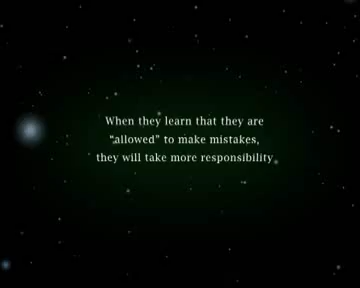 When they learn that they are
“allowed” to make mistakes,
they will take more responsibility